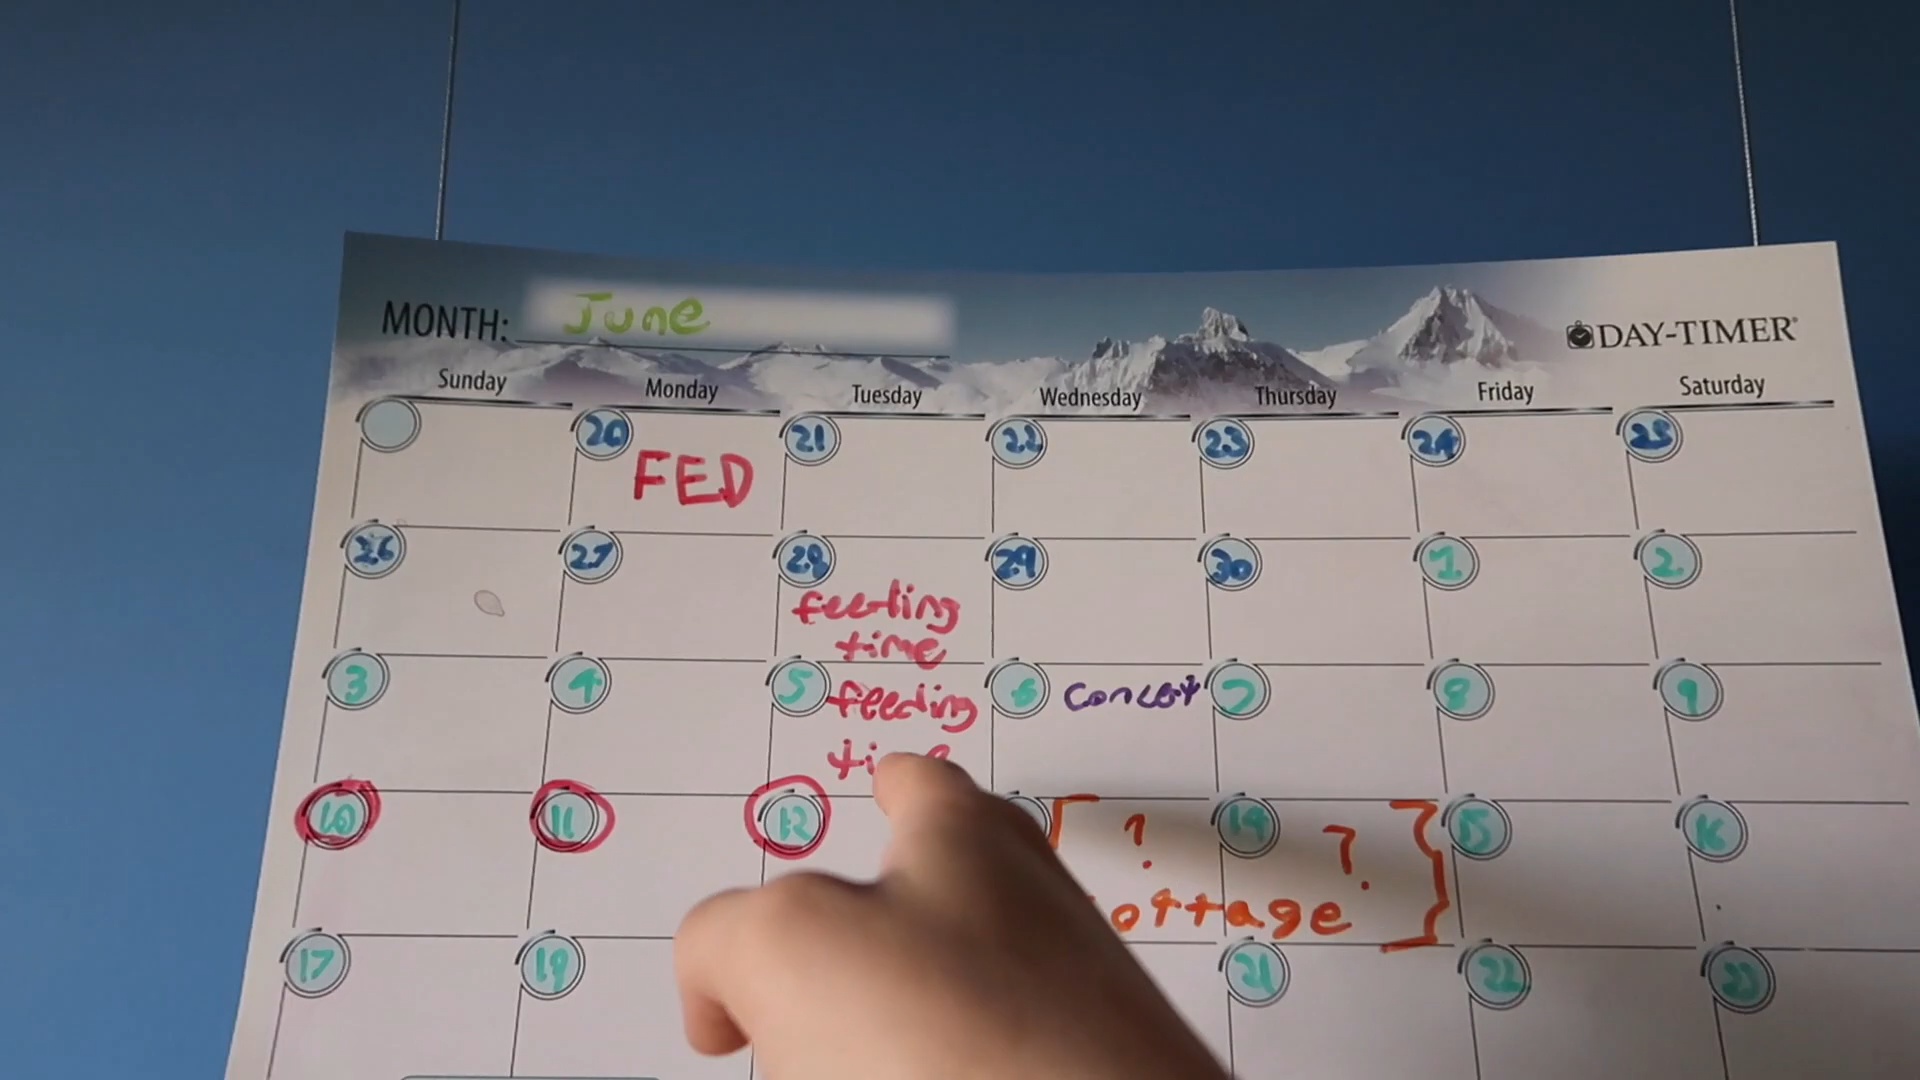 MONTH: June
DAY-TIMER®
Sunday Monday Tuesday Wednesday Thursday Friday Saturday
20 21 22 23 24 25
FED
26 27 28 29 30 1 2
feeding
time
3 4 5 6 7 8 9
feeding
Concert
10 11 12 14 15 16
? ?
ottage
17 19 21 22 23